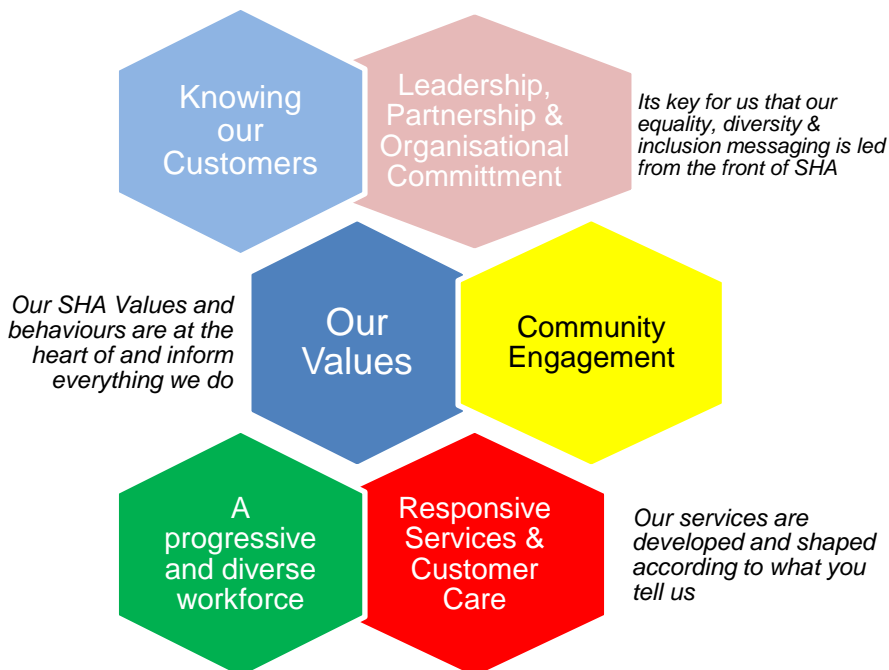 Knowing
our
Customers
Leadership,
Partnership &
Organisational
Committment
Its key for us that our
equality, diversity &
inclusion messaging is led
from the front of SHA
Our SHA Values and
behaviours are at the
heart of and inform
everything we do
Our
Values
Community
Engagement
A
progressive
and diverse
workforce
Responsive
Services &
Customer
Care
Our services are
developed and shaped
according to what you
tell us